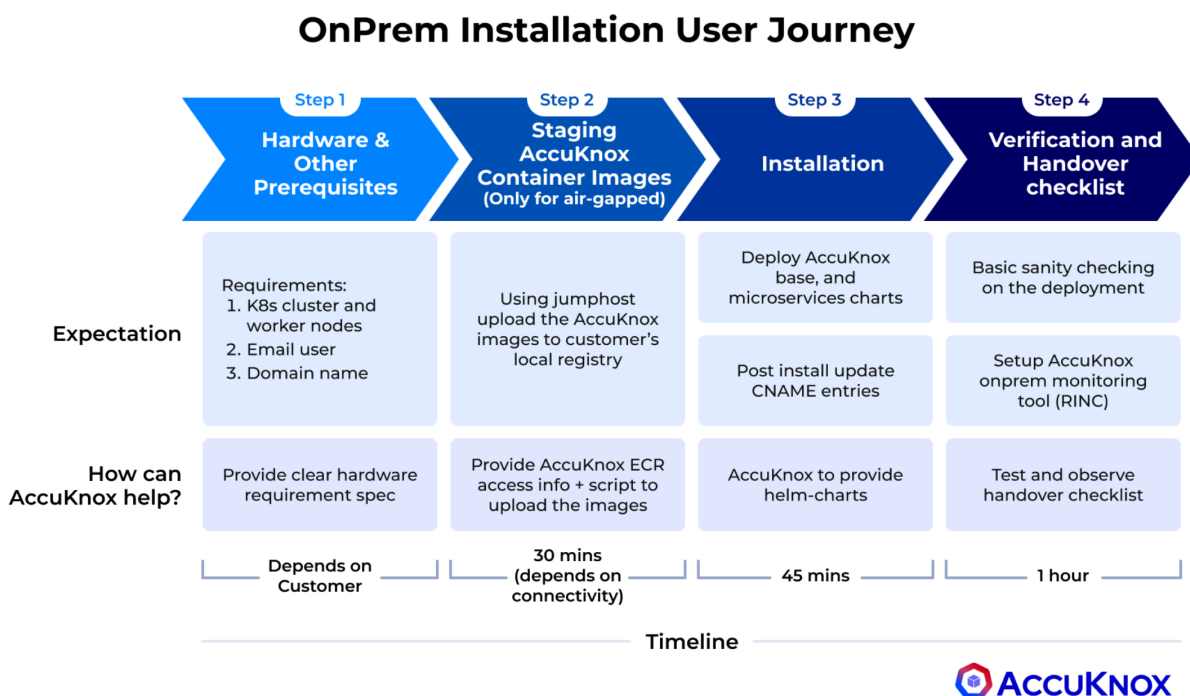 OnPrem Installation User Journey
Step 1
Hardware &
Other
Prerequisites
Step 2
Staging
AccuKnox
Container Images
(Only for air-gapped)
Step 3
Installation
Step 4
Verification and
Handover
checklist
Expectation
Requirements:
1. K8s cluster and
worker nodes
2. Email user
3. Domain name
Using jumphost
upload the AccuKnox
images to customer's
local registry
Deploy AccuKnox
base, and
microservices charts
Post install update
CNAME entries
Basic sanity checking
on the deployment
Setup AccuKnox
onprem monitoring
tool (RINC)
How can
AccuKnox help?
Provide clear hardware
requirement spec
Provide AccuKnox ECR
access info + script to
upload the images
AccuKnox to provide
helm-charts
Test and observe
handover checklist
Depends on
Customer
30 mins
(depends on
connectivity)
45 mins
1 hour
Timeline
ACCUKNOX